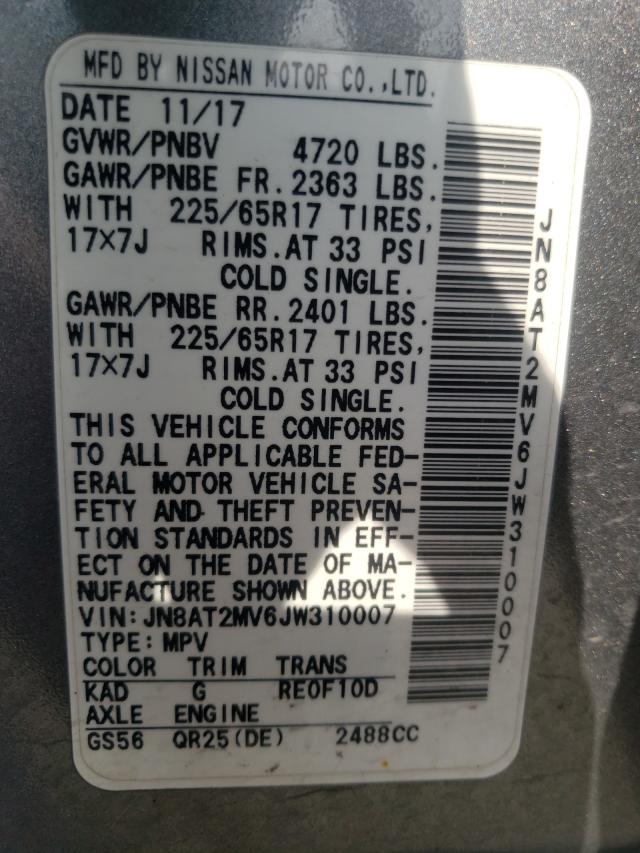 MFD BY NISSAN MOTOR CO.,LTD.
DATE 11/17
GVWR/PNBV 4720 LBS.
GAWR/PNBE FR.2363 LBS.
WITH 225/65R17 TIRES,
17×7J RIMS.AT 33 PSI
COLD SINGLE.
GAWR/PNBE RR.2401 LBS.
WITH 225/65R17 TIRES,
17×7J RIMS.AT 33 PSI
COLD SINGLE.
THIS VEHICLE CONFORMS
TO ALL APPLICABLE FED-
ERAL MOTOR VEHICLE SA-
FETY AND THEFT PREVEN-
TION STANDARDS IN EFF-
ECT ON THE DATE OF MA-
NUFACTURE SHOWN ABOVE.
VIN:JN8AT2MV6JW310007
TYPE:MPV
COLOR TRIM TRANS
KAD G RE0F10D
AXLE ENGINE
GS56 QR25(DE) 2488CC
JN8AT2MV6JW310007